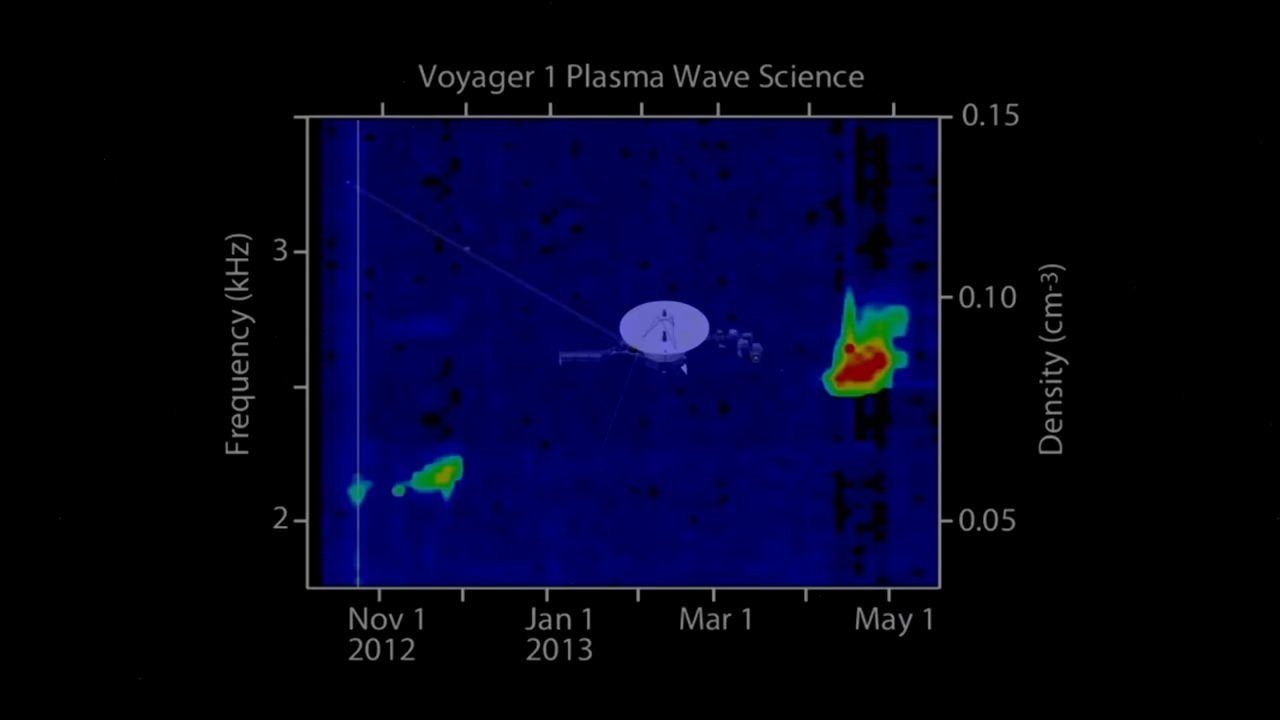 Voyager 1 Plasma Wave Science
0.15
3
0.10
Frequency (kHz)
Density (cm-3)
2
0.05
Nov 1
2012
Jan 1
2013
Mar 1
May 1